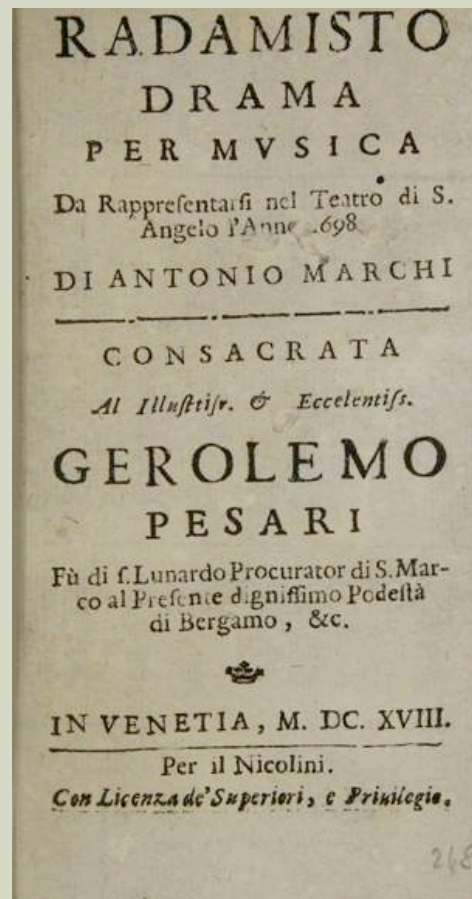 RADAMISTO
DRAMA
PER MVSICA
Da Rappreſentarſi nel Teatro di S.
Angelo l'Anno 1698
DI ANTONIO MARCHI
CONSACRATA
Al Illuſtiſr. & Eccelentiſs.
GEROLEMO
PESARI
Fù di ſ. Lunardo Procurator di S. Mar-
co al Preſente digniſſimo Podeſtà
di Bergamo, &c.
IN VENETIA, M. DC. XVIII.
Per il Nicolini.
Con Licenza de' Superiori, e Priuilegio.